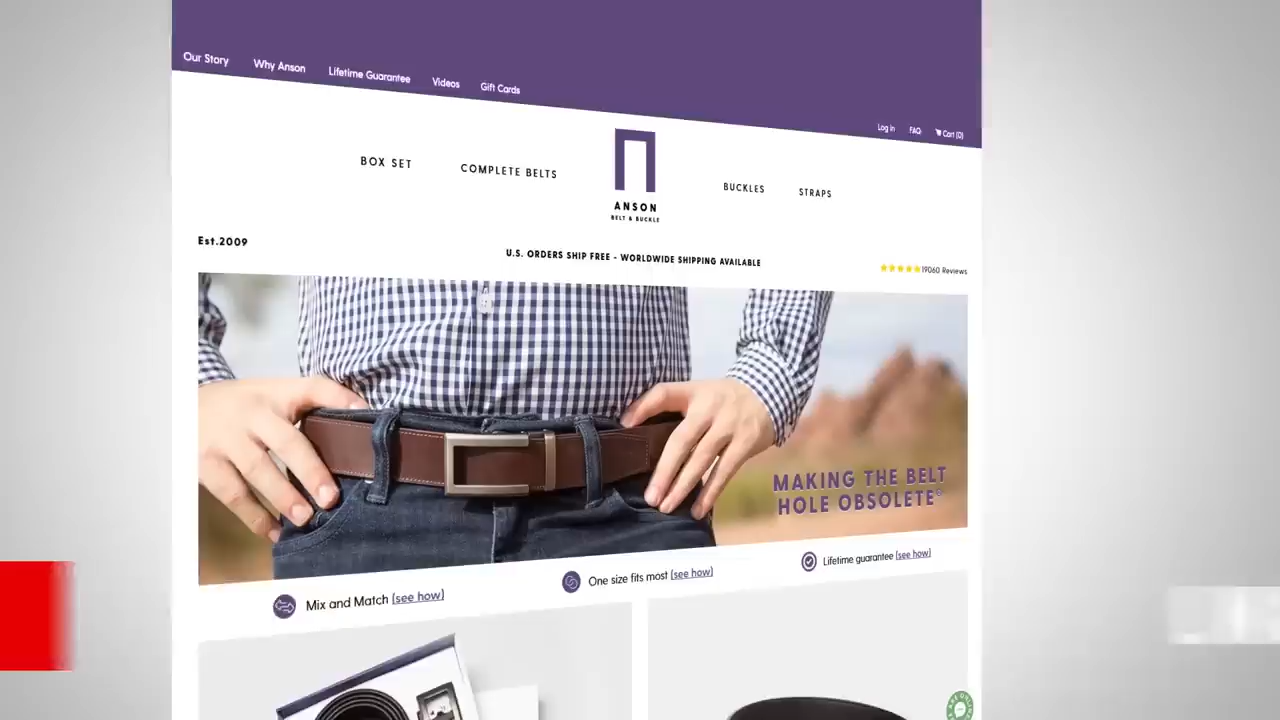 Our Story Why Anson Lifetime Guarantee Videos Gift Cards
Log in FAQ Cart (0)
BOX SET COMPLETE BELTS BUCKLES STRAPS
ANSON
BELT & BUCKLE
Est.2009
U.S. ORDERS SHIP FREE - WORLDWIDE SHIPPING AVAILABLE
19060 Reviews
MAKING THE BELT
HOLE OBSOLETE®
Mix and Match (see how)
One size fits most (see how)
Lifetime guarantee (see how)